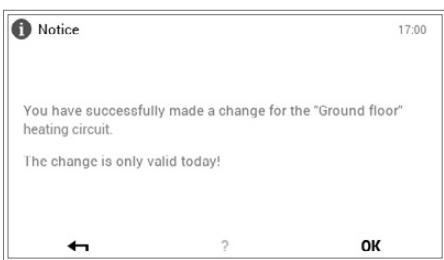 Notice
17:00
You have successfully made a change for the "Ground floor"
heating circuit.
The change is only valid today!
?
OK